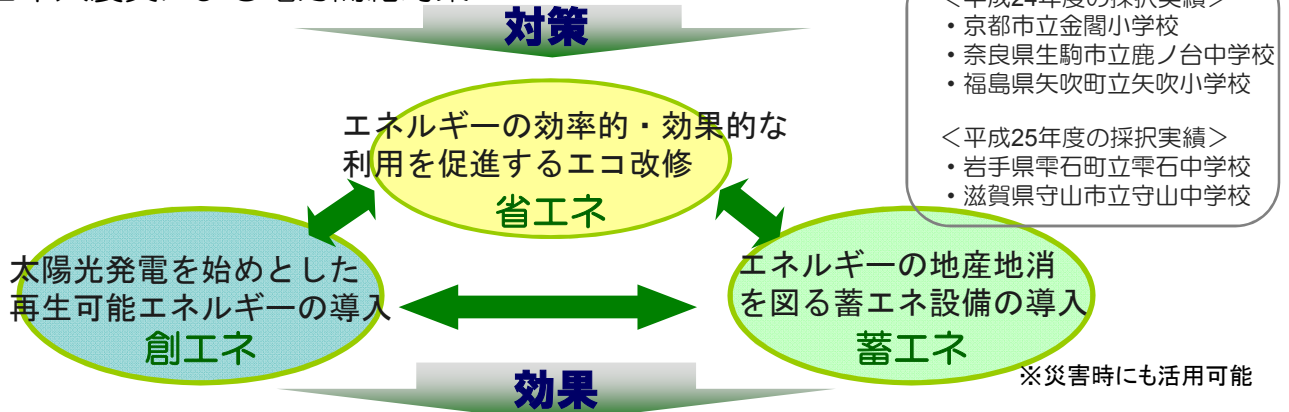 対策
<平成24年度の採択実績>
・京都市立金閣小学校
・奈良県生駒市立鹿ノ台中学校
・福島県矢吹町立矢吹小学校
<平成25年度の採択実績>
・岩手県雫石町立雫石中学校
・滋賀県守山市立守山中学校
エネルギーの効率的・効果的な
利用を促進するエコ改修
省エネ
太陽光発電を始めとした
再生可能エネルギーの導入
創エネ
エネルギーの地産地消
を図る蓄エネ設備の導入
蓄エネ
※災害時にも活用可能
効果